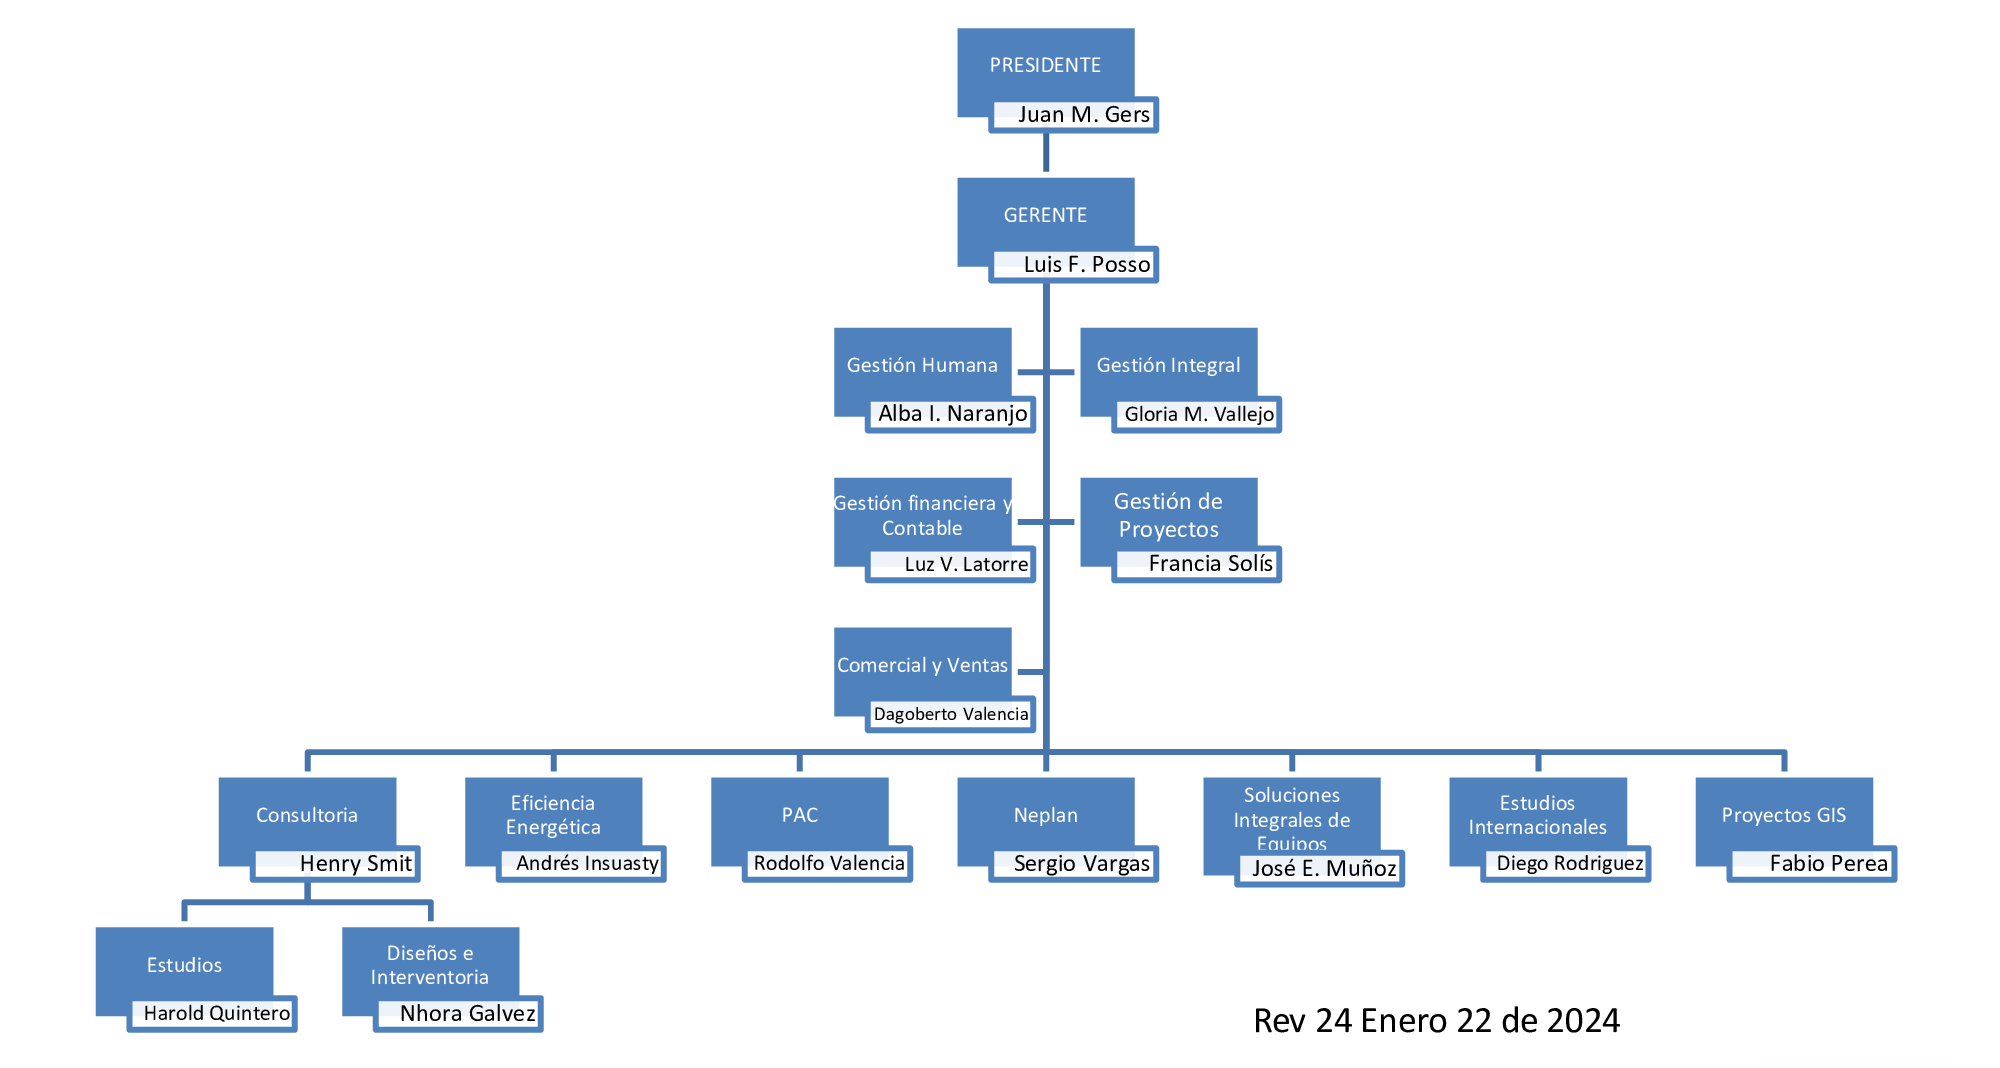 PRESIDENTE
Juan M. Gers
GERENTE
Luis F. Posso
Gestión Humana
Alba I. Naranjo
Gestión Integral
Gloria M. Vallejo
Gestión financiera y
Contable
Luz V. Latorre
Gestión de
Proyectos
Francia Solís
Comercial y Ventas
Dagoberto Valencia
Consultoria
Henry Smit
Eficiencia
Energética
Andrés Insuasty
PAC
Rodolfo Valencia
Neplan
Sergio Vargas
Soluciones
Integrales de
Equipos
José E. Muñoz
Estudios
Internacionales
Diego Rodriguez
Proyectos GIS
Fabio Perea
Estudios
Harold Quintero
Diseños e
Interventoria
Nhora Galvez
Rev 24 Enero 22 de 2024